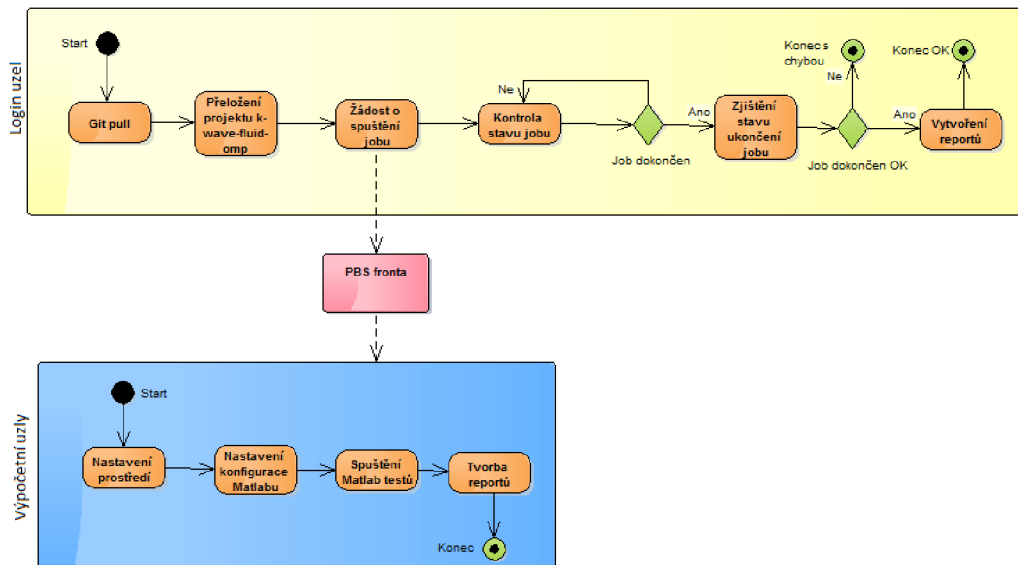 Login uzel
Start
Git pull
Přeložení
projektu k-
wave-fluid-
omp
Žádost o
spuštění
jobu
Ne
Kontrola
stavu jobu
Job dokončen
Ano
Zjištění
stavu
ukončení
jobu
Konec s
chybou
Ne
Job dokončen OK
Ano
Konec OK
Vytvoření
reportů
PBS fronta
Výpočetní uzly
Start
Nastavení
prostředí
Nastavení
konfigurace
Matlabu
Spuštění
Matlab testů
Tvorba
reportů
Konec